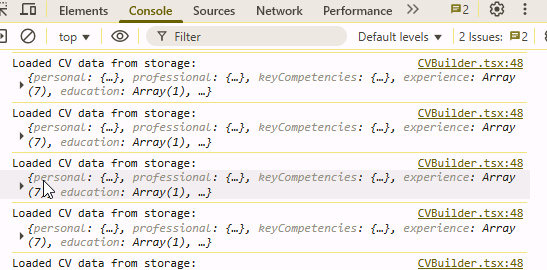 Elements Console Sources Network Performance 2
top Filter Default levels 2 Issues: 2
Loaded CV data from storage: CVBuilder.tsx:48
{personal: {…}, professional: {…}, keyCompetencies: {…}, experience: Array
(7), education: Array(1), …}
Loaded CV data from storage: CVBuilder.tsx:48
{personal: {…}, professional: {…}, keyCompetencies: {…}, experience: Array
(7), education: Array(1), …}
Loaded CV data from storage: CVBuilder.tsx:48
{personal: {…}, professional: {…}, keyCompetencies: {…}, experience: Array
(7), education: Array(1), …}
Loaded CV data from storage: CVBuilder.tsx:48
{personal: {…}, professional: {…}, keyCompetencies: {…}, experience: Array
(7), education: Array(1), …}
Loaded CV data from storage: CVBuilder.tsx:48